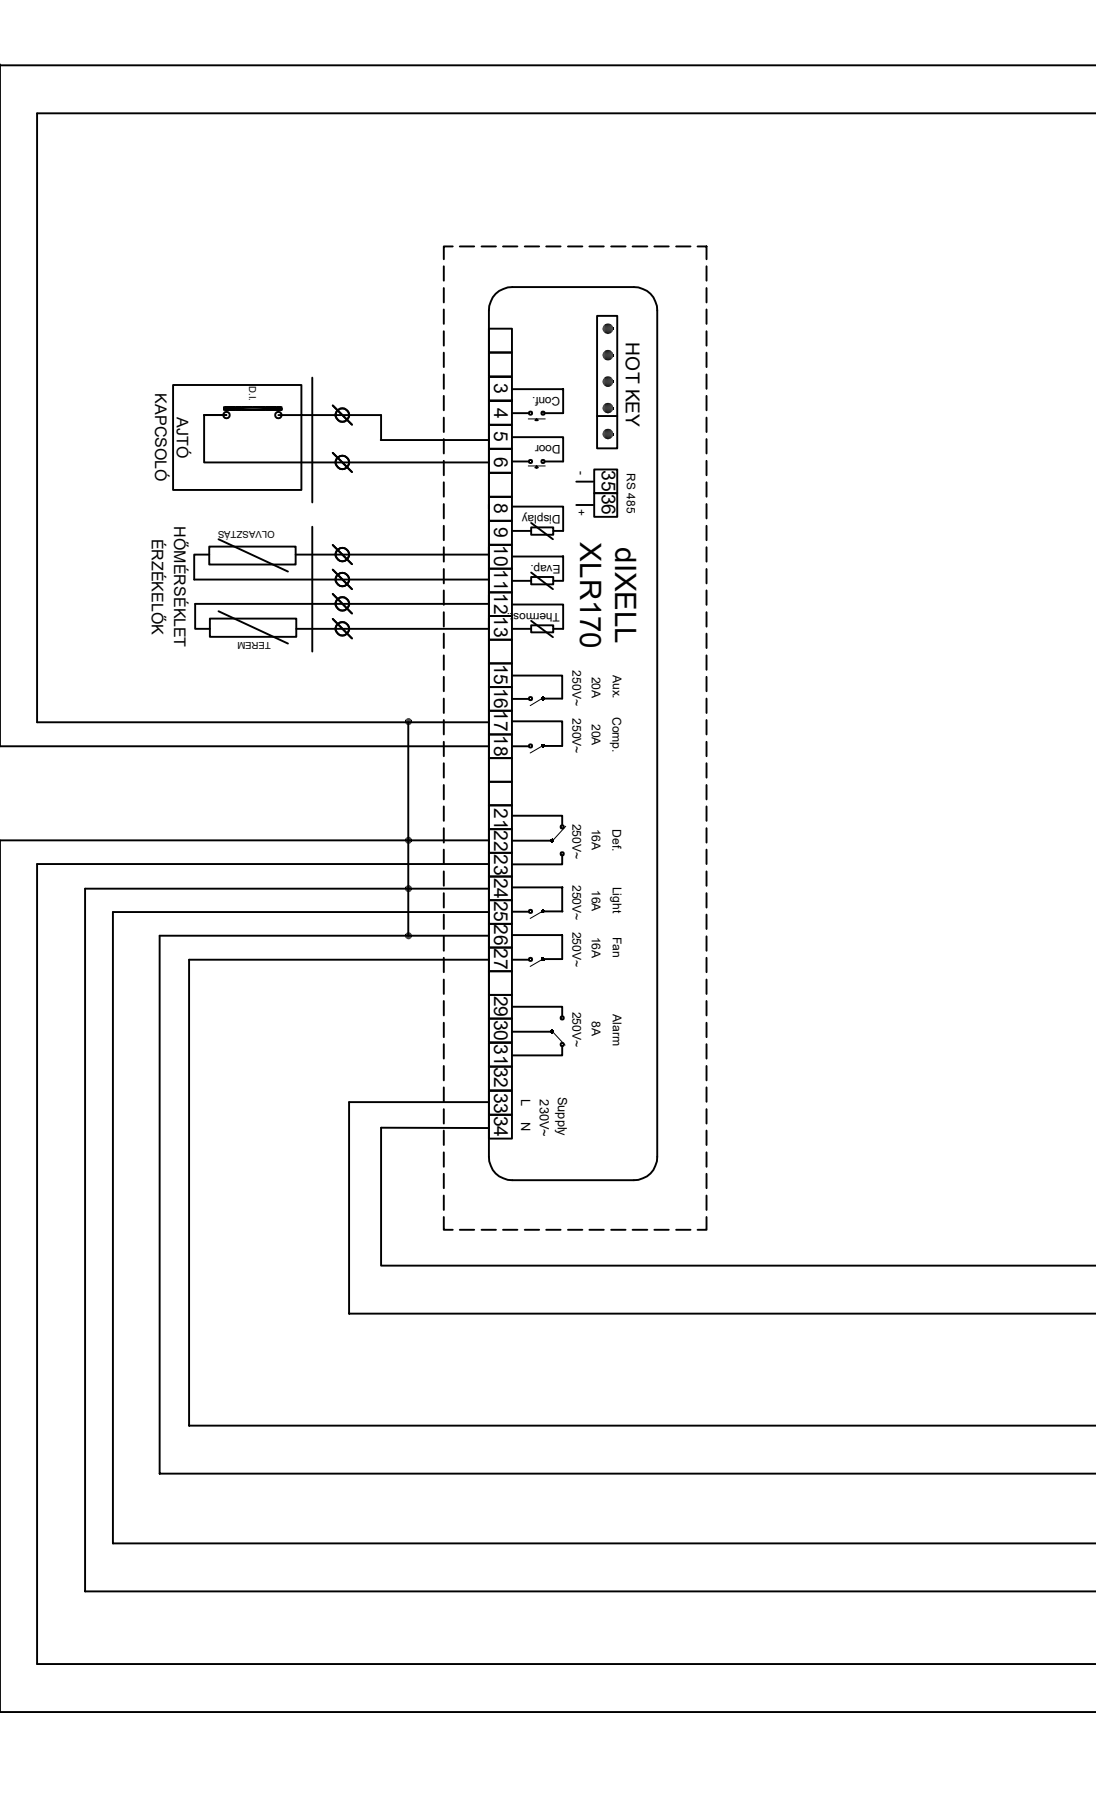 HOT KEY
RS 485
35
36
-
+
dIXELL
XLR170
3
4
5
6
8
9
10
11
12
13
15
16
17
18
21
22
23
24
25
26
27
29
30
31
32
33
34
Conf.
Door
Display
Evap.
Thermos.
Aux.
20A
250V~
Comp.
20A
250V~
Def.
16A
250V~
Light
16A
250V~
Fan
16A
250V~
Alarm
8A
250V~
Supply
230V~
L N
D.I.
AJTÓ
KAPCSOLÓ
OLVASZTÁS
TEREM
HŐMÉRSÉKLET
ÉRZÉKELŐK